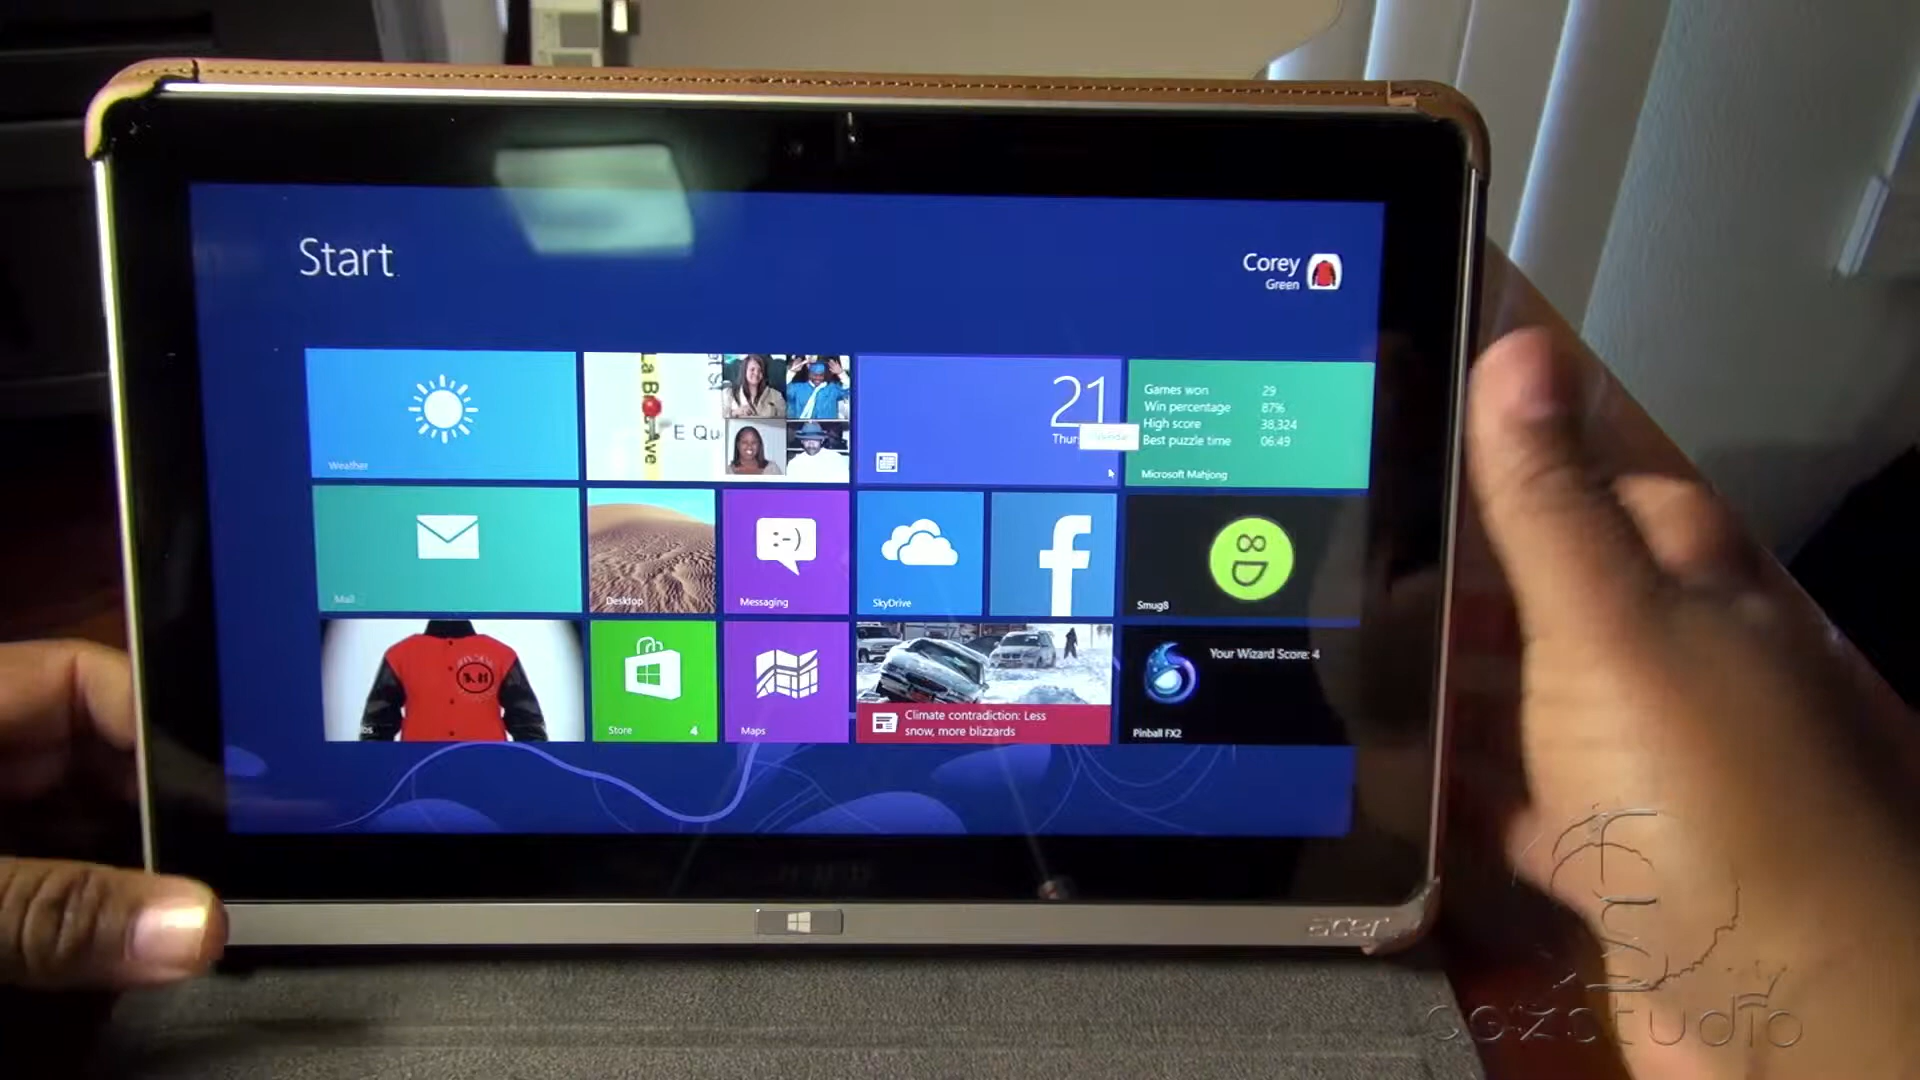 Start
Corey
Green
Weather
E Qu
21
Games won 29
Win percentage 87%
High score 38,324
Best puzzle time 06:49
Microsoft Mahjong
Mail
Desktop
Messaging
SkyDrive
Smug8
Store 4
Maps
Climate contradiction: Less
snow, more blizzards
Your Wizard Score: 4
Pinball FX2
acer